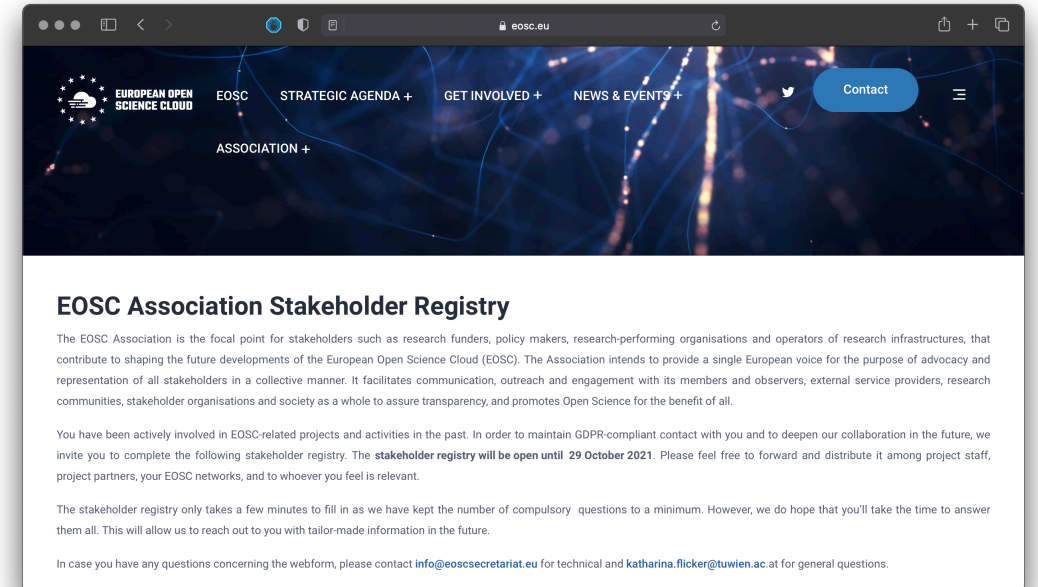 eosc.eu
EUROPEAN OPEN
SCIENCE CLOUD
EOSC
STRATEGIC AGENDA +
GET INVOLVED +
NEWS & EVENTS +
Contact
ASSOCIATION +
EOSC Association Stakeholder Registry
The EOSC Association is the focal point for stakeholders such as research funders, policy makers, research-performing organisations and operators of research infrastructures, that
contribute to shaping the future developments of the European Open Science Cloud (EOSC). The Association intends to provide a single European voice for the purpose of advocacy and
representation of all stakeholders in a collective manner. It facilitates communication, outreach and engagement with its members and observers, external service providers, research
communities, stakeholder organisations and society as a whole to assure transparency, and promotes Open Science for the benefit of all.
You have been actively involved in EOSC-related projects and activities in the past. In order to maintain GDPR-compliant contact with you and to deepen our collaboration in the future, we
invite you to complete the following stakeholder registry. The stakeholder registry will be open until 29 October 2021. Please feel free to forward and distribute it among project staff,
project partners, your EOSC networks, and to whoever you feel is relevant.
The stakeholder registry only takes a few minutes to fill in as we have kept the number of compulsory questions to a minimum. However, we do hope that you'll take the time to answer
them all. This will allow us to reach out to you with tailor-made information in the future.
In case you have any questions concerning the webform, please contact info@eoscsecretariat.eu for technical and katharina.flicker@tuwien.ac.at for general questions.